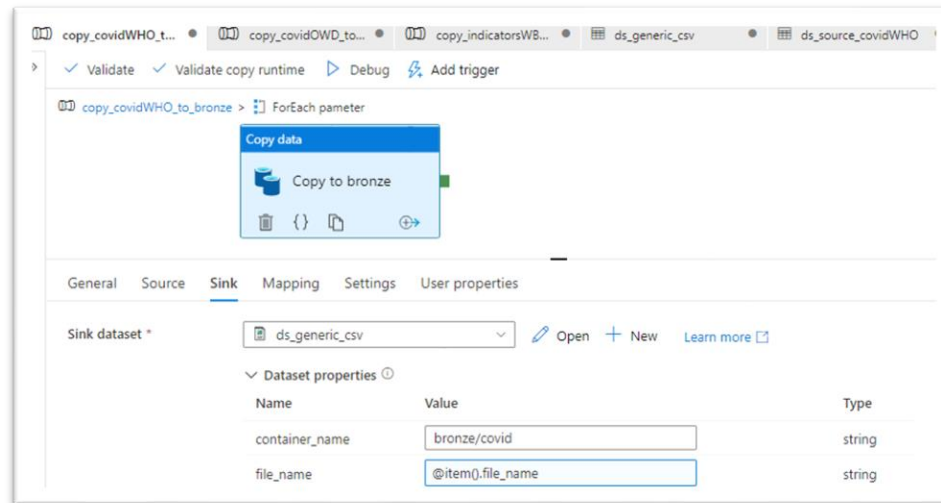 copy_covidWHO_t... copy_covidOWD_to... copy_indicatorsWB... ds_generic_csv ds_source_covidWHO
Validate Validate copy runtime Debug Add trigger
copy_covidWHO_to_bronze > ForEach pameter
Copy data
Copy to bronze
General Source Sink Mapping Settings User properties
Sink dataset * ds_generic_csv Open New Learn more
Dataset properties
Name Value Type
container_name bronze/covid string
file_name @item().file_name string